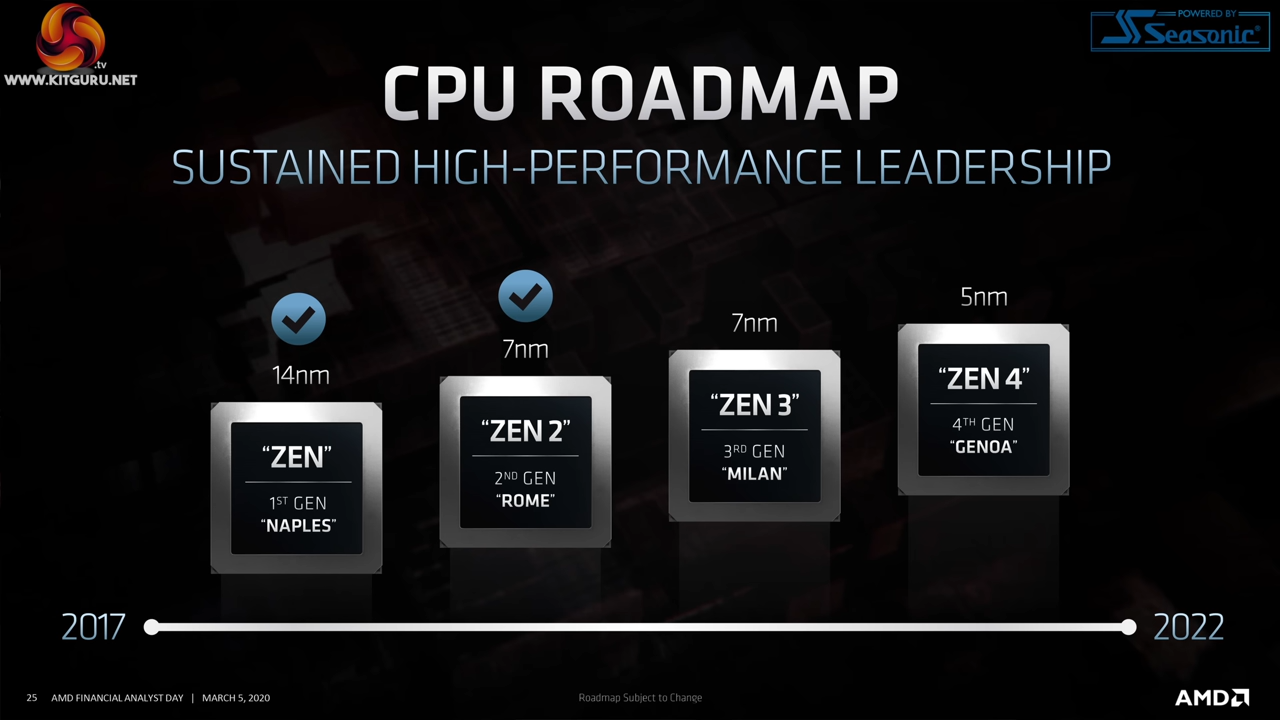 .tv
WWW.KITGURU.NET
POWERED BY
Seasonic®
CPU ROADMAP
SUSTAINED HIGH-PERFORMANCE LEADERSHIP
14nm
“ZEN”
1ST GEN
“NAPLES”
7nm
“ZEN 2”
2ND GEN
“ROME”
7nm
“ZEN 3”
3RD GEN
“MILAN”
5nm
“ZEN 4”
4TH GEN
“GENOA”
2017
2022
25 AMD FINANCIAL ANALYST DAY | MARCH 5, 2020
Roadmap Subject to Change
AMD